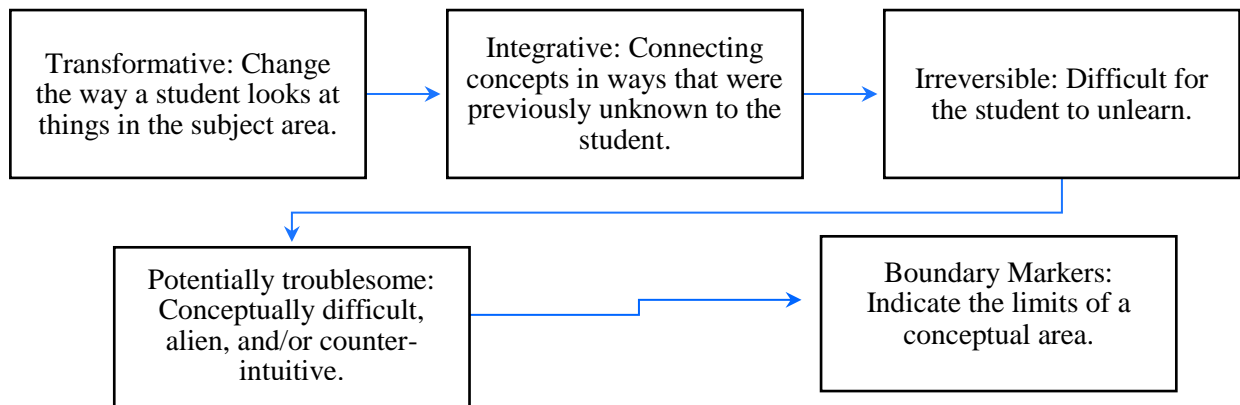 Transformative: Change
the way a student looks at
things in the subject area.
Integrative: Connecting
concepts in ways that were
previously unknown to the
student.
Irreversible: Difficult for
the student to unlearn.
Potentially troublesome:
Conceptually difficult,
alien, and/or counter-
intuitive.
Boundary Markers:
Indicate the limits of a
conceptual area.